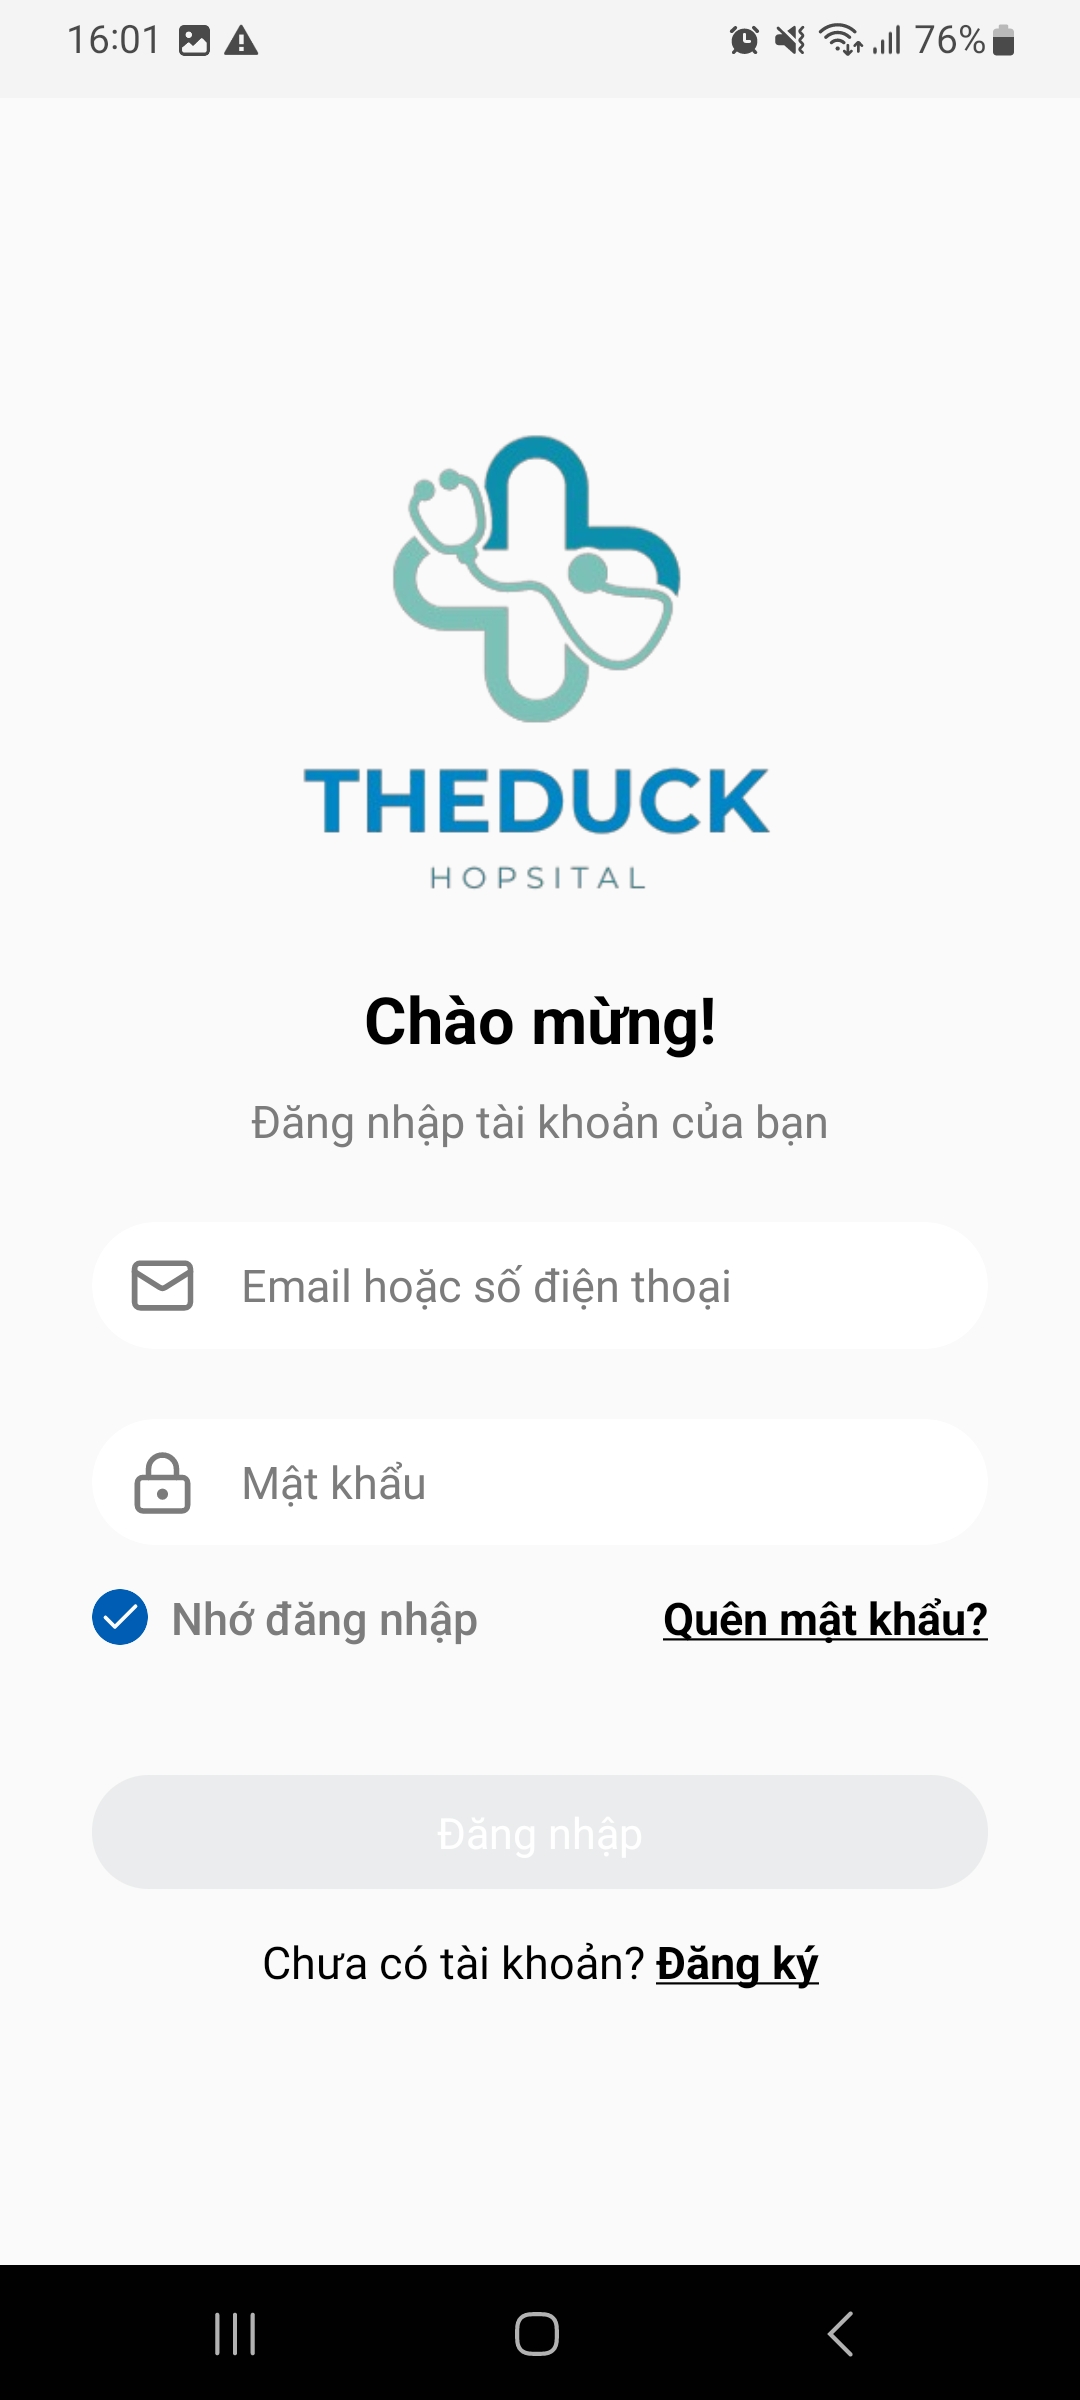 16:01
76%
THEDUCK
HOPSITAL
Chào mừng!
Đăng nhập tài khoản của bạn
Email hoặc số điện thoại
Mật khẩu
Nhớ đăng nhập Quên mật khẩu?
Đăng nhập
Chưa có tài khoản? Đăng ký